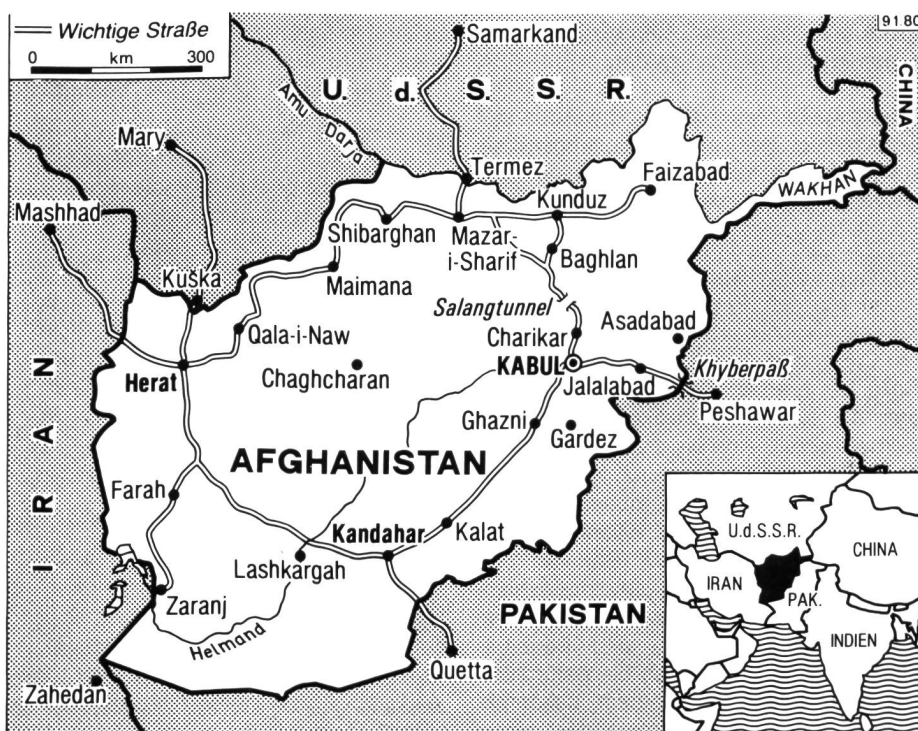 Wichtige Straße
0 km 300
91.80
Samarkand
U. d. S. S. R.
CHINA
Amu Darja
Mary
Termez
Faizabad
WAKHAN
Mashhad
Kunduz
Shibarghan
Mazar-
i-Sharif
Baghlan
Kuška
Maimana
Salangtunnel
Qala-i-Naw
Charikar
Asadabad
Herat
Chaghcharan
KABUL
Jalalabad
Khyberpaß
Peshawar
IRAN
Ghazni
Gardez
AFGHANISTAN
Farah
Kandahar
Kalat
Lashkargah
Zaranj
Helmand
PAKISTAN
Quetta
Zahedan
U.d.S.S.R.
CHINA
IRAN
PAK.
INDIEN